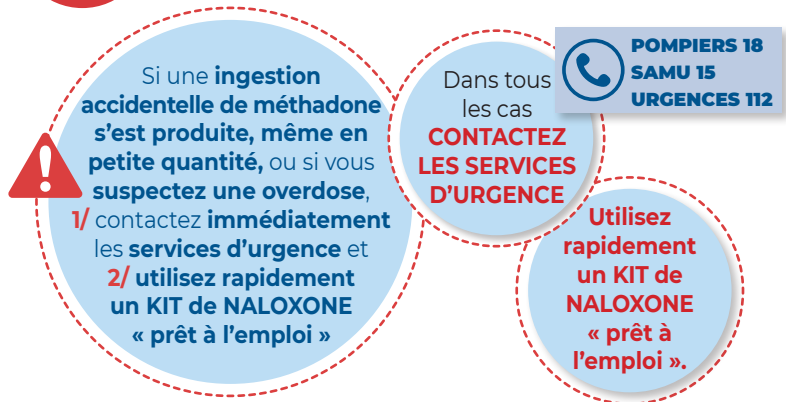 Si une ingestion
accidentelle de méthadone
s'est produite, même en
petite quantité, ou si vous
suspectez une overdose,
1/ contactez immédiatement
les services d'urgence et
2/ utilisez rapidement
un KIT de NALOXONE
« prêt à l'emploi »
Dans tous
les cas
CONTACTEZ
LES SERVICES
D'URGENCE
POMPIERS 18
SAMU 15
URGENCES 112
Utilisez
rapidement
un KIT de
NALOXONE
« prêt à
l'emploi ».